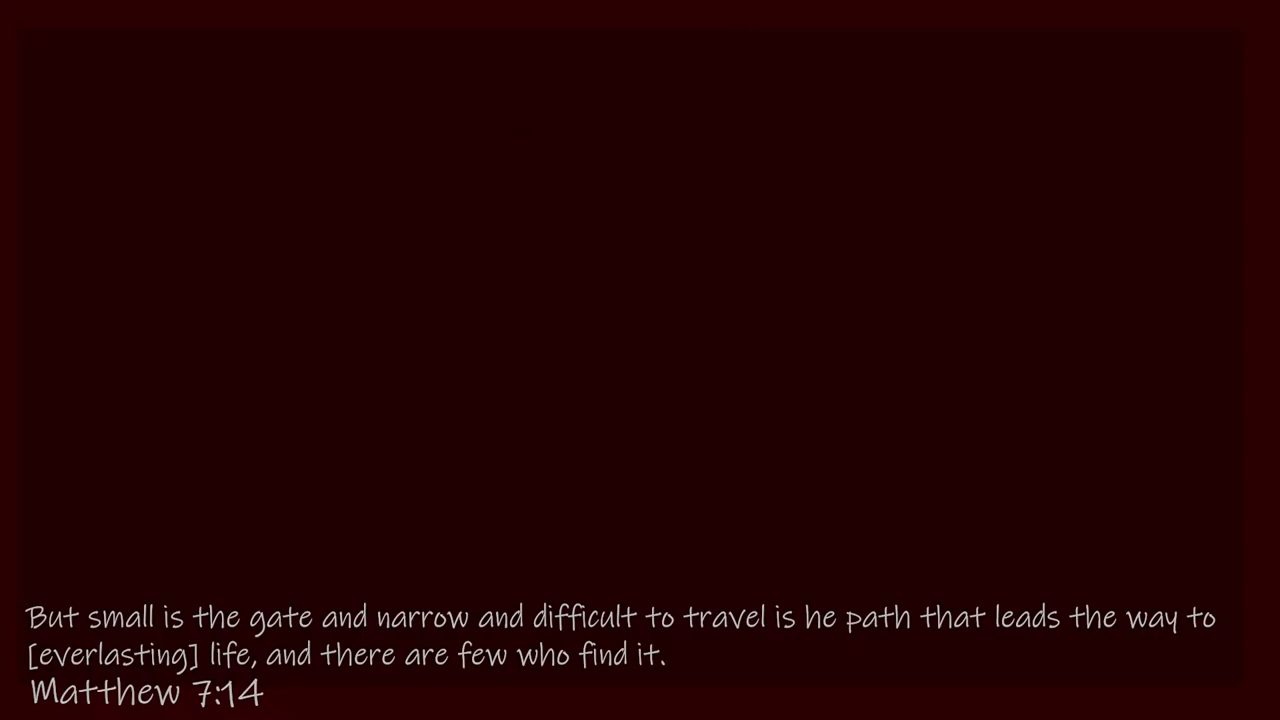 But small is the gate and narrow and difficult to travel is he path that leads the way to
[everlasting] life, and there are few who find it.
Matthew 7:14